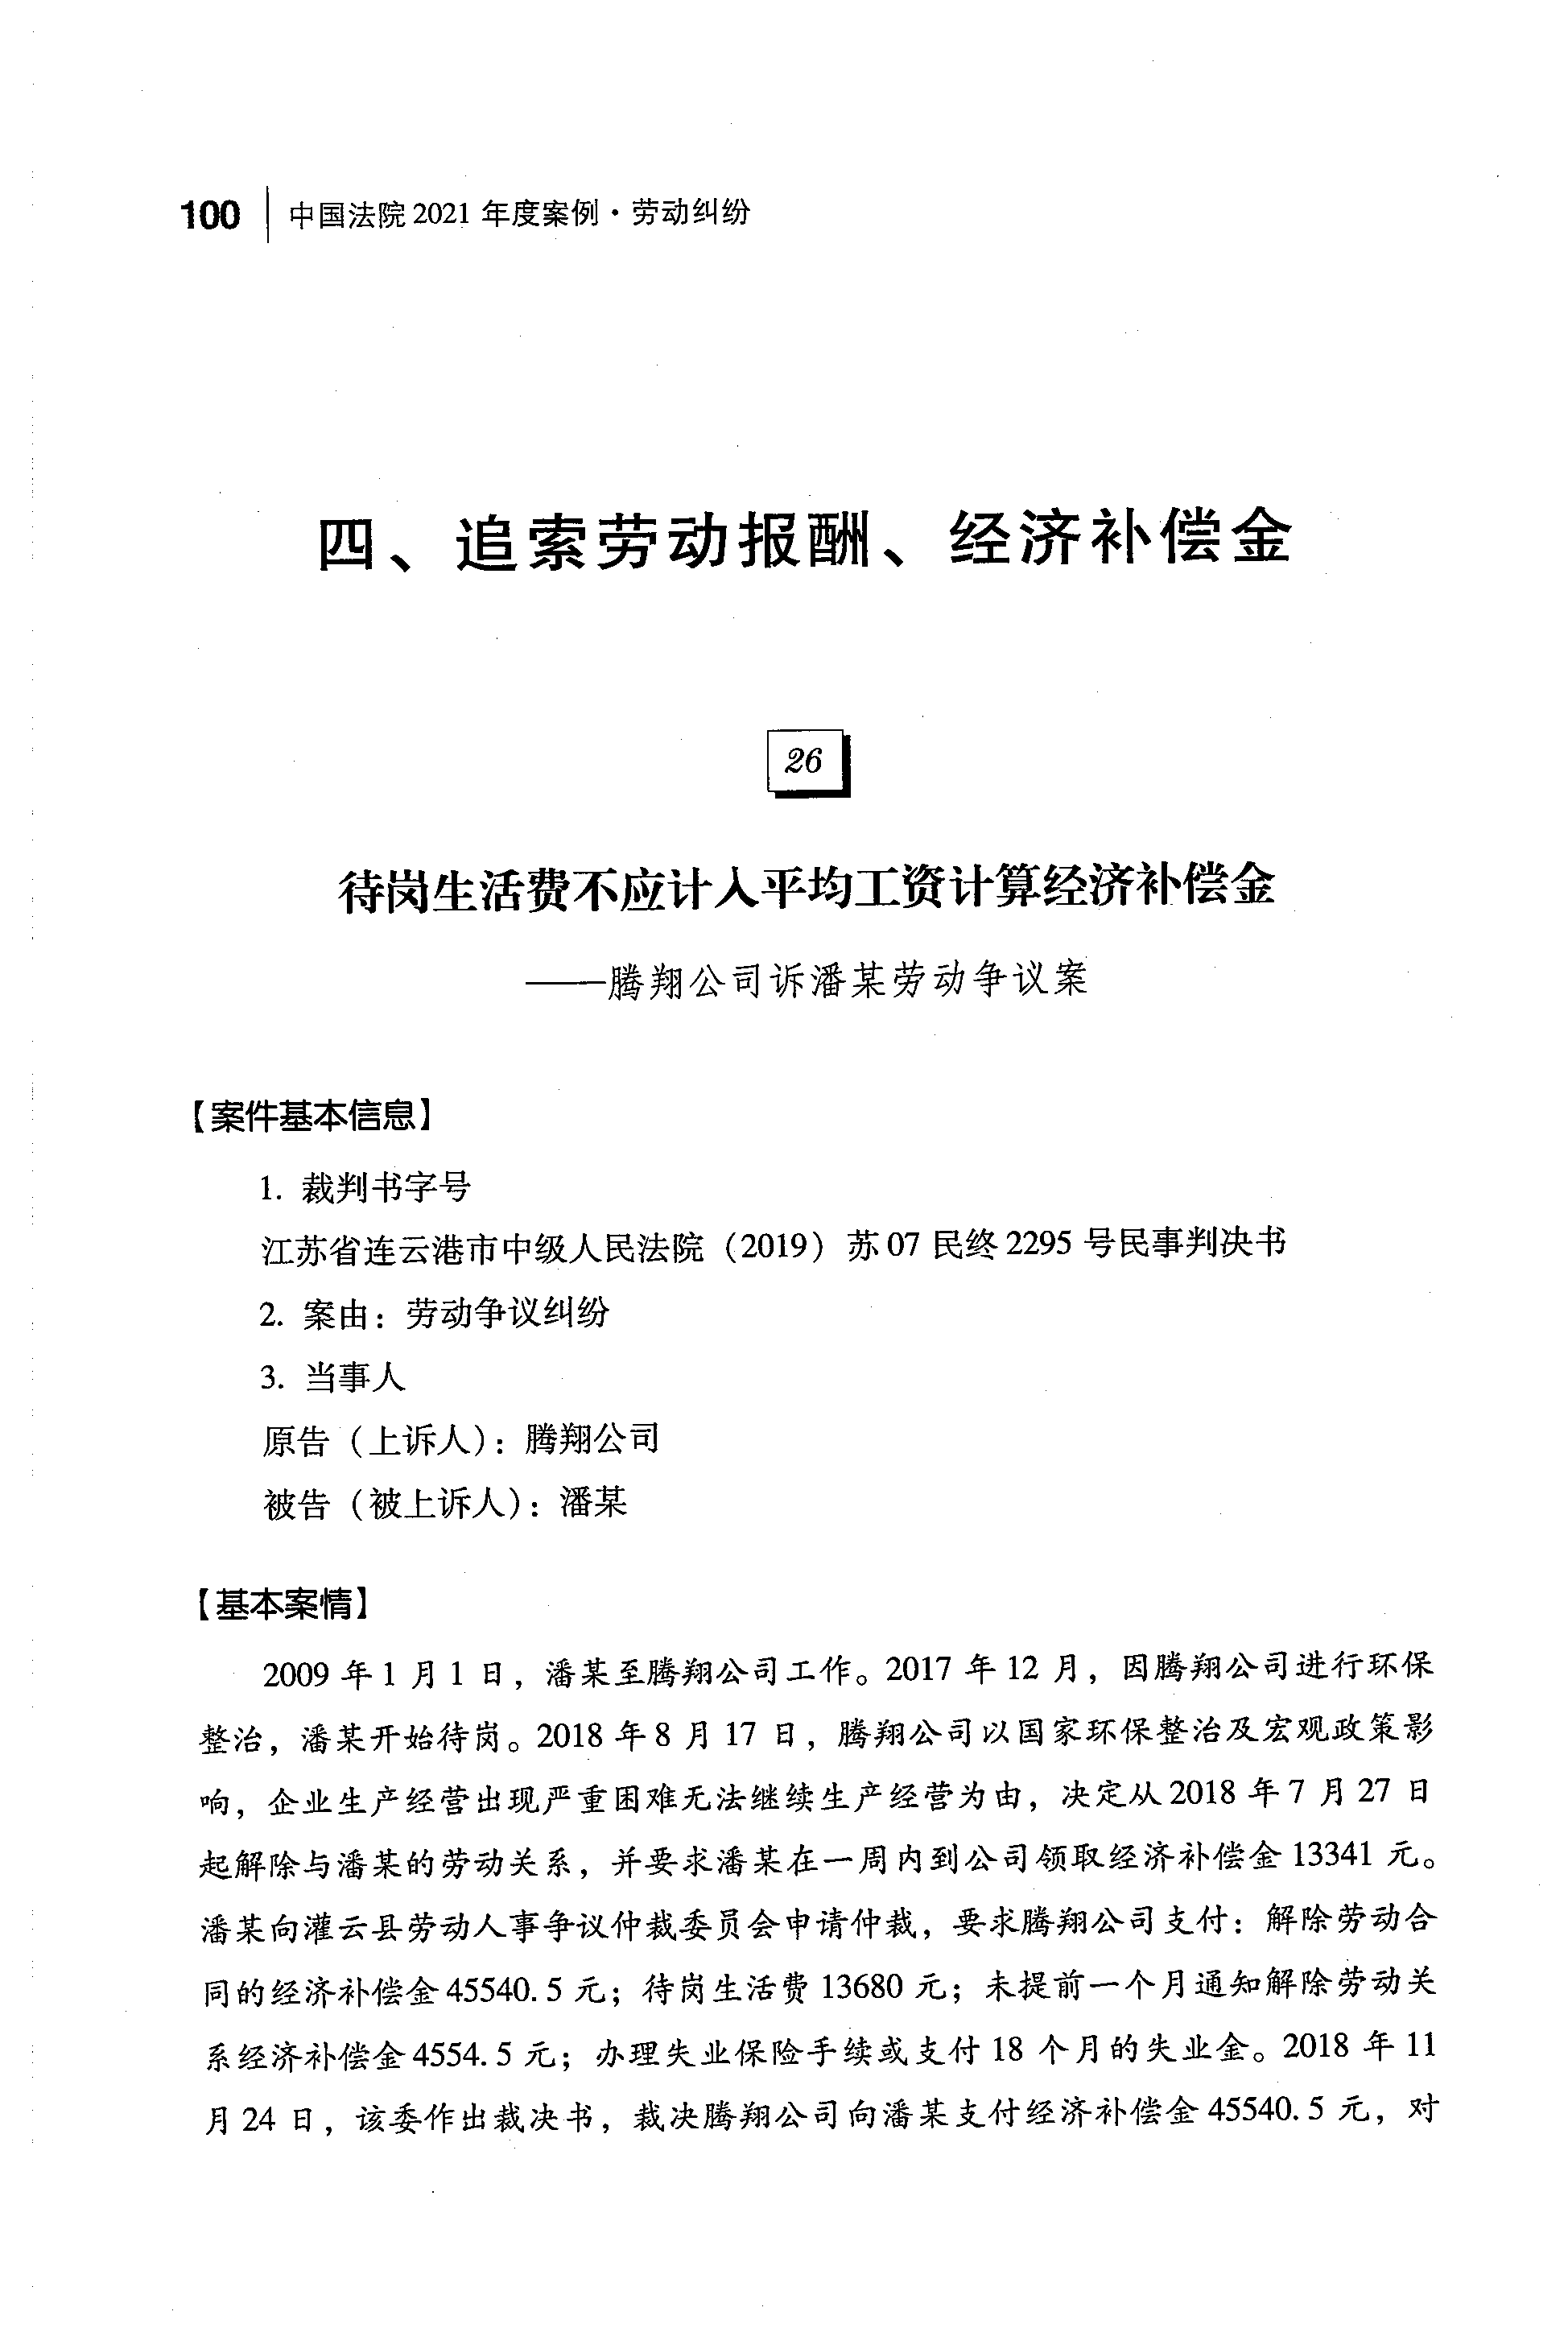 100 中国法院2021年度案例·劳动纠纷
四、追索劳动报酬、经济补偿金
26
待岗生活费不应计入平均工资计算经济补偿金
——腾翔公司诉潘某劳动争议案
【案件基本信息】
1. 裁判书字号
江苏省连云港市中级人民法院（2019）苏07民终2295号民事判决书
2. 案由：劳动争议纠纷
3. 当事人
原告（上诉人）：腾翔公司
被告（被上诉人）：潘某
【基本案情】
2009年1月1日，潘某至腾翔公司工作。2017年12月，因腾翔公司进行环保
整治，潘某开始待岗。2018年8月17日，腾翔公司以国家环保整治及宏观政策影
响，企业生产经营出现严重困难无法继续生产经营为由，决定从2018年7月27日
起解除与潘某的劳动关系，并要求潘某在一周内到公司领取经济补偿金13341元。
潘某向灌云县劳动人事争议仲裁委员会申请仲裁，要求腾翔公司支付：解除劳动合
同的经济补偿金45540.5元；待岗生活费13680元；未提前一个月通知解除劳动关
系经济补偿金4554.5元；办理失业保险手续或支付18个月的失业金。2018年11
月24日，该委作出裁决书，裁决腾翔公司向潘某支付经济补偿金45540.5元，对